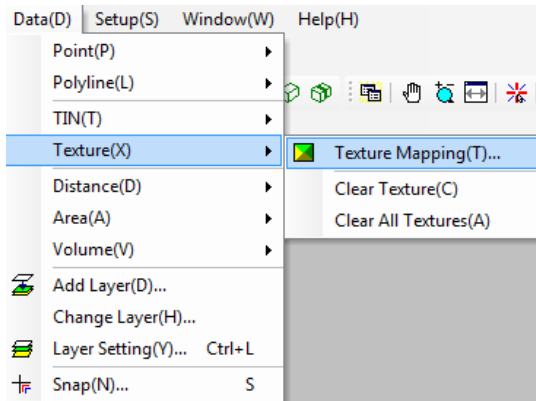 Data(D) Setup(S) Window(W) Help(H)
Point(P)
Polyline(L)
TIN(T)
Texture(X)
Texture Mapping(T)...
Distance(D)
Clear Texture(C)
Area(A)
Clear All Textures(A)
Volume(V)
Add Layer(D)...
Change Layer(H)...
Layer Setting(Y)... Ctrl+L
Snap(N)... S